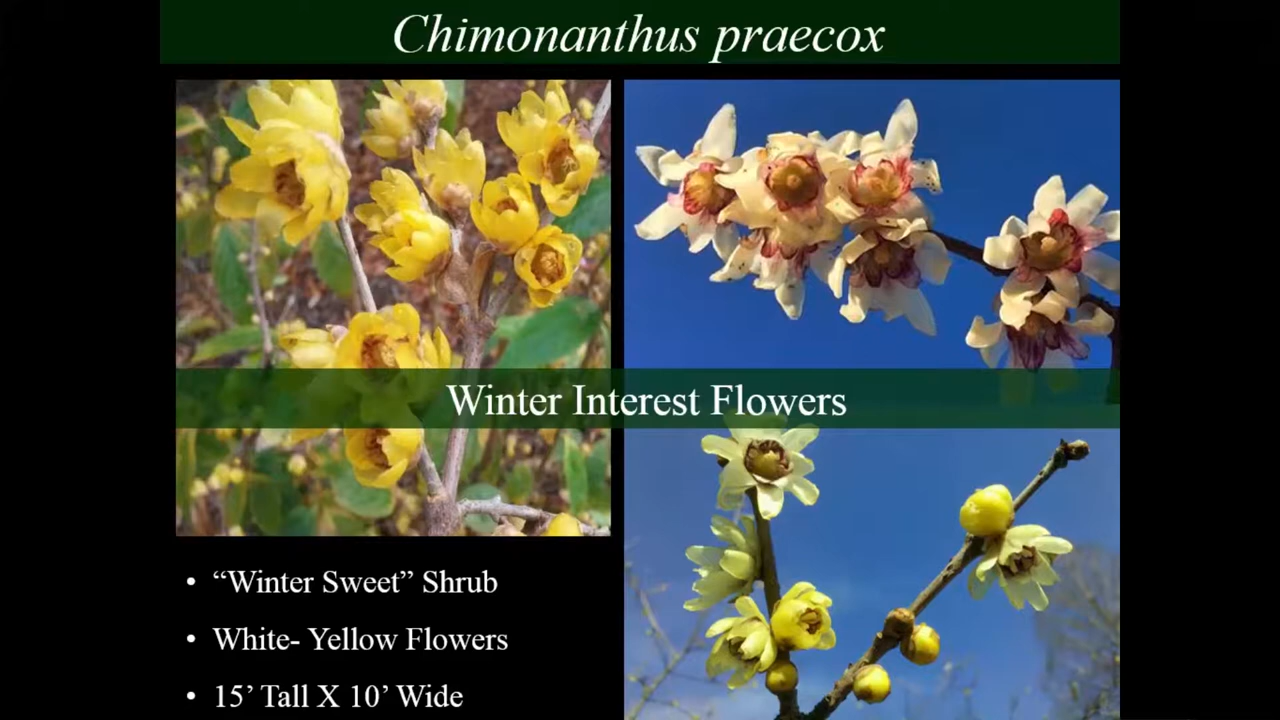 Chimonanthus praecox
Winter Interest Flowers
• “Winter Sweet” Shrub
• White- Yellow Flowers
• 15’ Tall X 10’ Wide